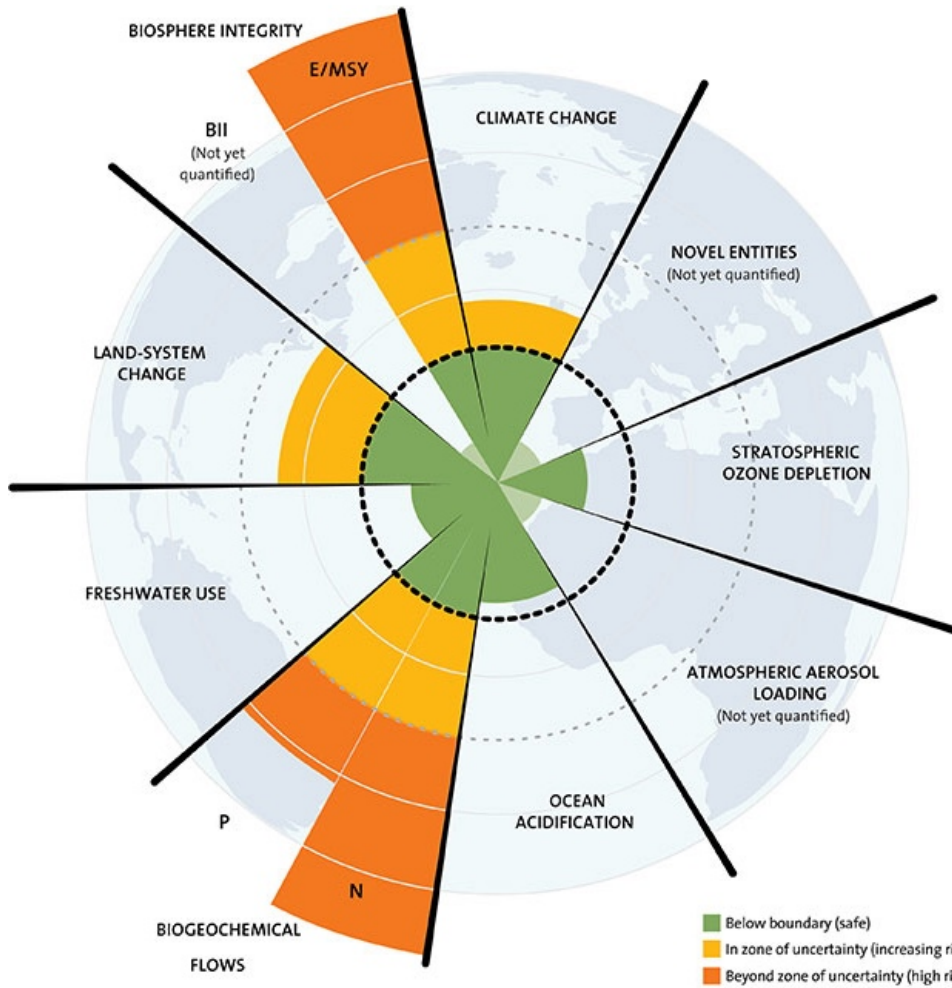 BIOSPHERE INTEGRITY
E/MSY
BII
(Not yet
quantified)
CLIMATE CHANGE
NOVEL ENTITIES
(Not yet quantified)
LAND-SYSTEM
CHANGE
STRATOSPHERIC
OZONE DEPLETION
FRESHWATER USE
ATMOSPHERIC AEROSOL
LOADING
(Not yet quantified)
OCEAN
ACIDIFICATION
P
N
BIOGEOCHEMICAL
FLOWS
Below boundary (safe)
In zone of uncertainty (increasing ri
Beyond zone of uncertainty (high ri